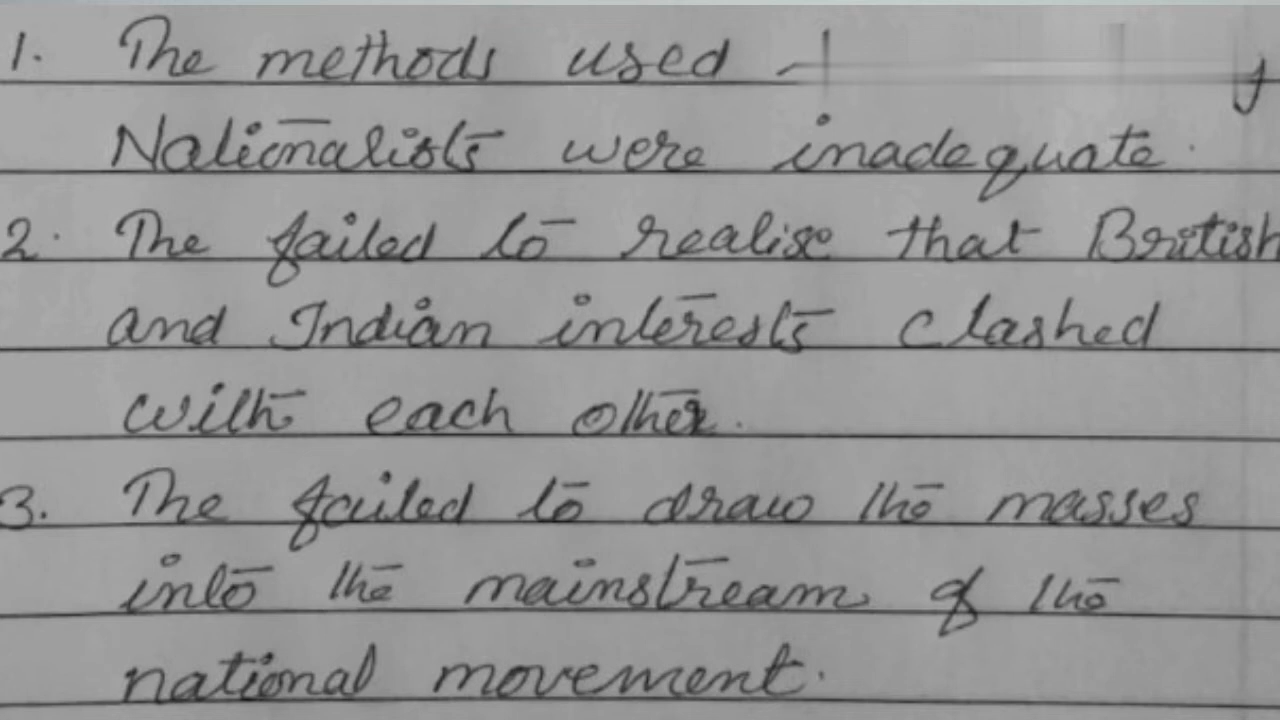 1. The methods used
Nationalists were inadequate.
2. The failed to realise that British
and Indian interests clashed
with each other.
3. The failed to draw the masses
into the mainstream of the
national movement.